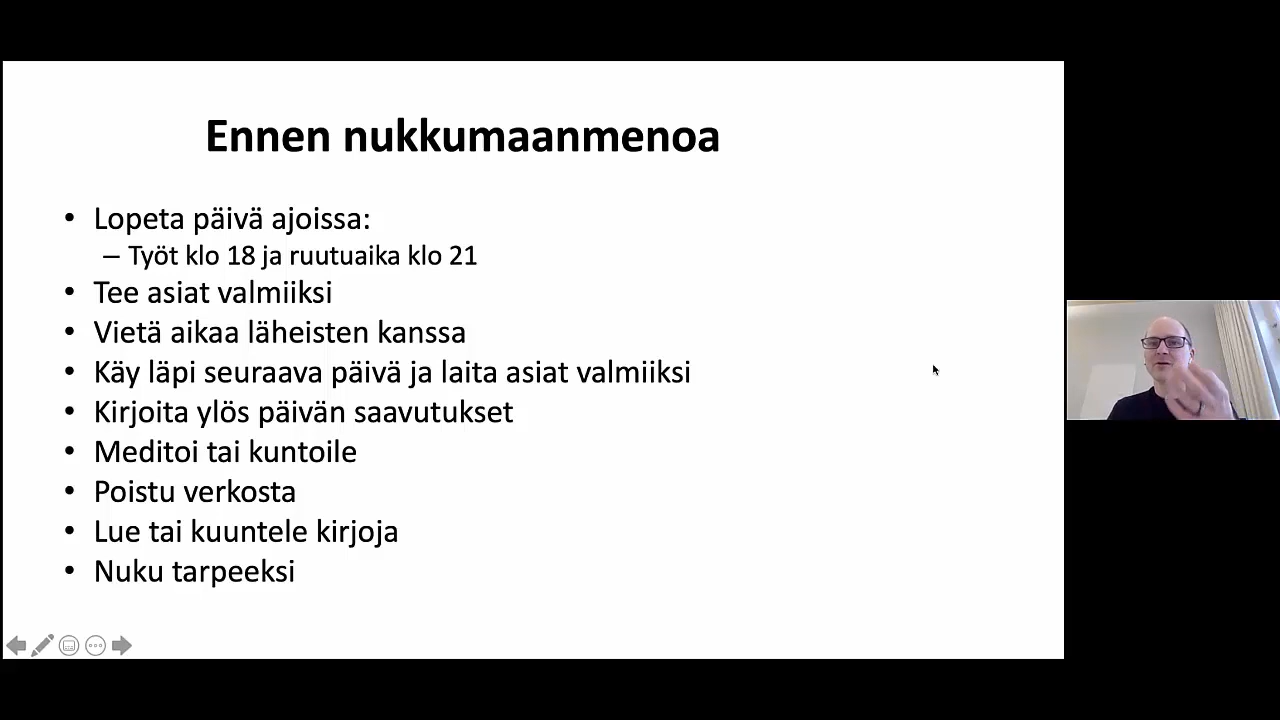 Ennen nukkumaanmenoa
• Lopeta päivä ajoissa:
– Työt klo 18 ja ruutuaika klo 21
• Tee asiat valmiiksi
• Vietä aikaa läheisten kanssa
• Käy läpi seuraava päivä ja laita asiat valmiiksi
• Kirjoita ylös päivän saavutukset
• Meditoi tai kuntoile
• Poistu verkosta
• Lue tai kuuntele kirjoja
• Nuku tarpeeksi